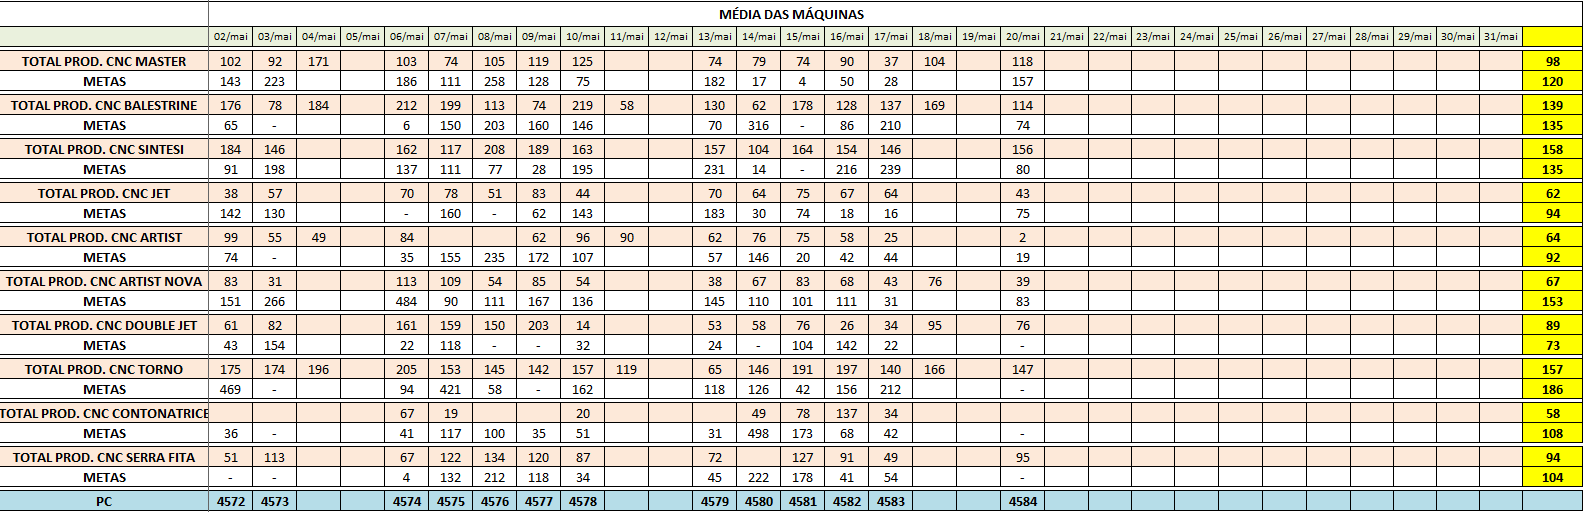 MÉDIA DAS MÁQUINAS
02/mai 03/mai 04/mai 05/mai 06/mai 07/mai 08/mai 09/mai 10/mai 11/mai 12/mai 13/mai 14/mai 15/mai 16/mai 17/mai 18/mai 19/mai 20/mai 21/mai 22/mai 23/mai 24/mai 25/mai 26/mai 27/mai 28/mai 29/mai 30/mai 31/mai
TOTAL PROD. CNC MASTER 102 92 171 103 74 105 119 125 74 79 74 90 37 104 118 98
METAS 143 223 186 111 258 128 75 182 17 4 50 28 157 120
TOTAL PROD. CNC BALESTRINE 176 78 184 212 199 113 74 219 58 130 62 178 128 137 169 114 139
METAS 65 - 6 150 203 160 146 70 316 - 86 210 74 135
TOTAL PROD. CNC SINTESI 184 146 162 117 208 189 163 157 104 164 154 146 156 158
METAS 91 198 137 111 77 28 195 231 14 - 216 239 80 135
TOTAL PROD. CNC JET 38 57 70 78 51 83 44 70 64 75 67 64 43 62
METAS 142 130 - 160 - 62 143 183 30 74 18 16 75 94
TOTAL PROD. CNC ARTIST 99 55 49 84 62 96 90 62 76 75 58 25 2 64
METAS 74 - 35 155 235 172 107 57 146 20 42 44 19 92
TOTAL PROD. CNC ARTIST NOVA 83 31 113 109 54 85 54 38 67 83 68 43 76 39 67
METAS 151 266 484 90 111 167 136 145 110 101 111 31 83 153
TOTAL PROD. CNC DOUBLE JET 61 82 161 159 150 203 14 53 58 76 26 34 95 76 89
METAS 43 154 22 118 - - 32 24 - 104 142 22 - 73
TOTAL PROD. CNC TORNO 175 174 196 205 153 145 142 157 119 65 146 191 197 140 166 147 157
METAS 469 - 94 421 58 - 162 118 126 42 156 212 - 186
TOTAL PROD. CNC CONTONATRICE 67 19 20 49 78 137 34 58
METAS 36 - 41 117 100 35 51 31 498 173 68 42 - 108
TOTAL PROD. CNC SERRA FITA 51 113 67 122 134 120 87 72 127 91 49 95 94
METAS - - 4 132 212 118 34 45 222 178 41 54 - 104
PC 4572 4573 4574 4575 4576 4577 4578 4579 4580 4581 4582 4583 4584